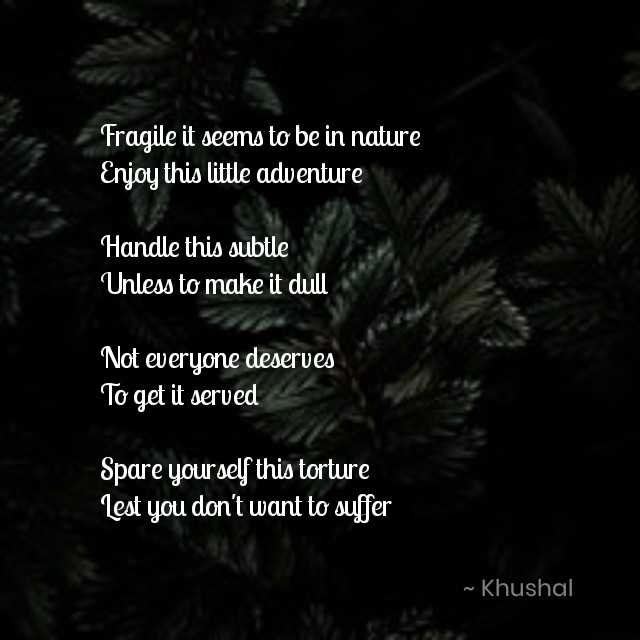 Fragile it seems to be in nature
Enjoy this little adventure
Handle this subtle
Unless to make it dull
Not everyone deserves
To get it served
Spare yourself this torture
Lest you don't want to suffer
~ Khushal